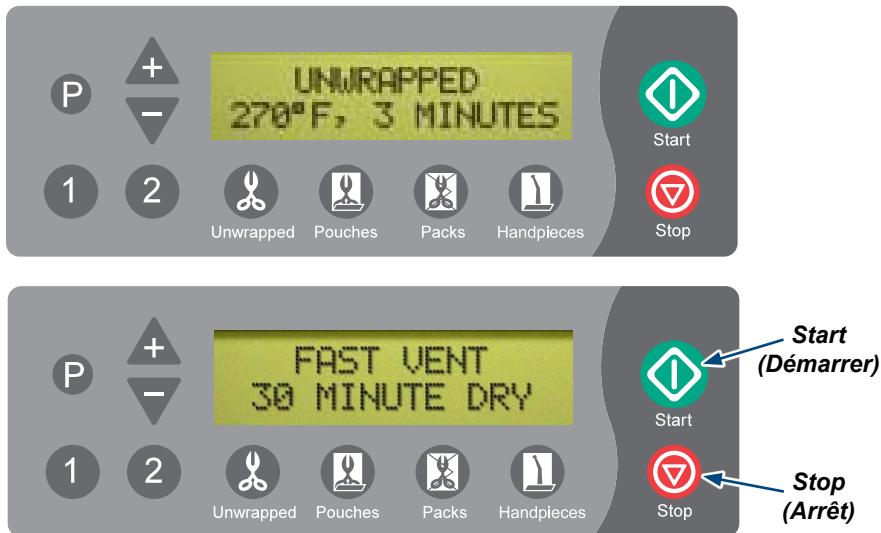 P
+
−
UNWRAPPED
270°F, 3 MINUTES
Start
1
2
Unwrapped
Pouches
Packs
Handpieces
Stop
P
+
−
FAST VENT
30 MINUTE DRY
Start
Start
(Démarrer)
1
2
Unwrapped
Pouches
Packs
Handpieces
Stop
Stop
(Arrêt)